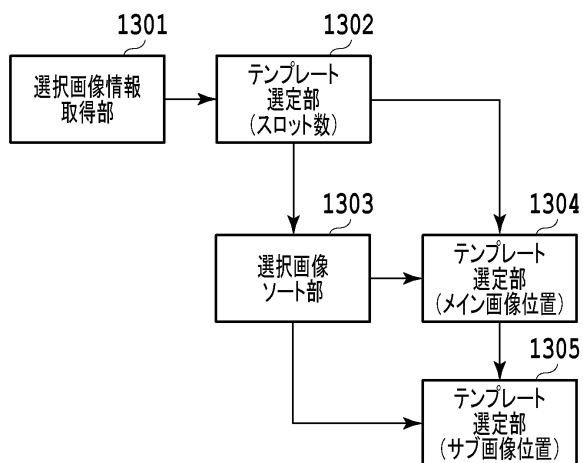 1301
選択画像情報
取得部
1302
テンプレート
選定部
(スロット数)
1303
選択画像
ソート部
1304
テンプレート
選定部
(メイン画像位置)
1305
テンプレート
選定部
(サブ画像位置)